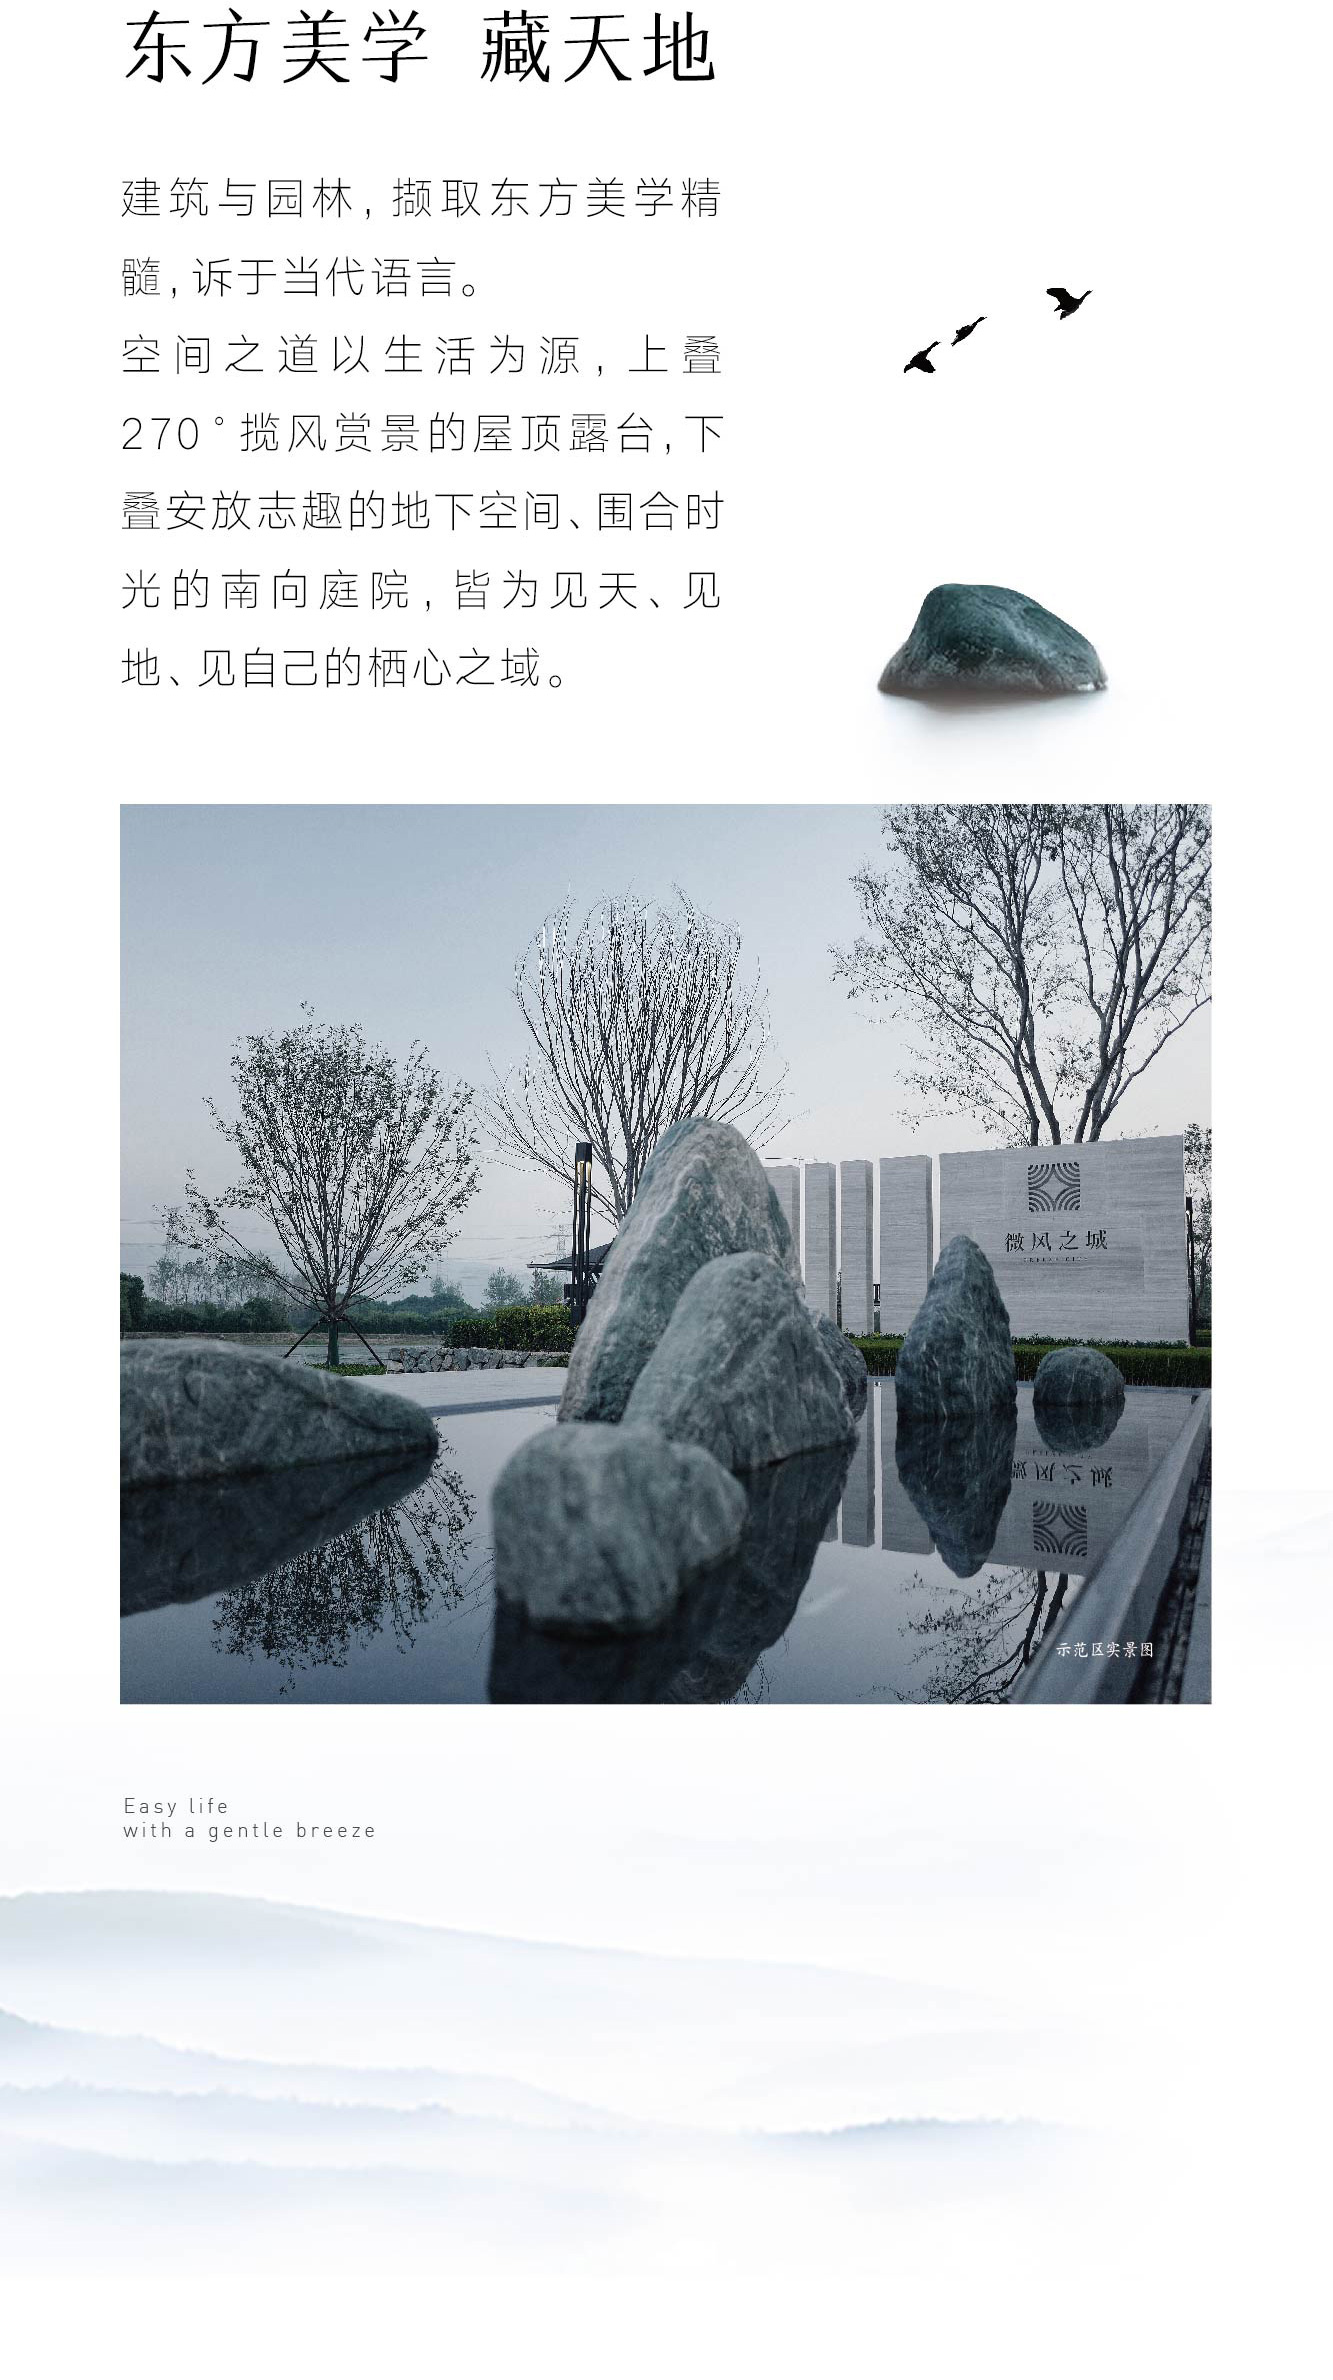 东方美学 藏天地
建筑与园林，撷取东方美学精
髓，诉于当代语言。
空间之道以生活为源，上叠
270°揽风赏景的屋顶露台，下
叠安放志趣的地下空间、围合时
光的南向庭院，皆为见天、见
地、见自己的栖心之域。
微风之城
示范区实景图
Easy life
with a gentle breeze